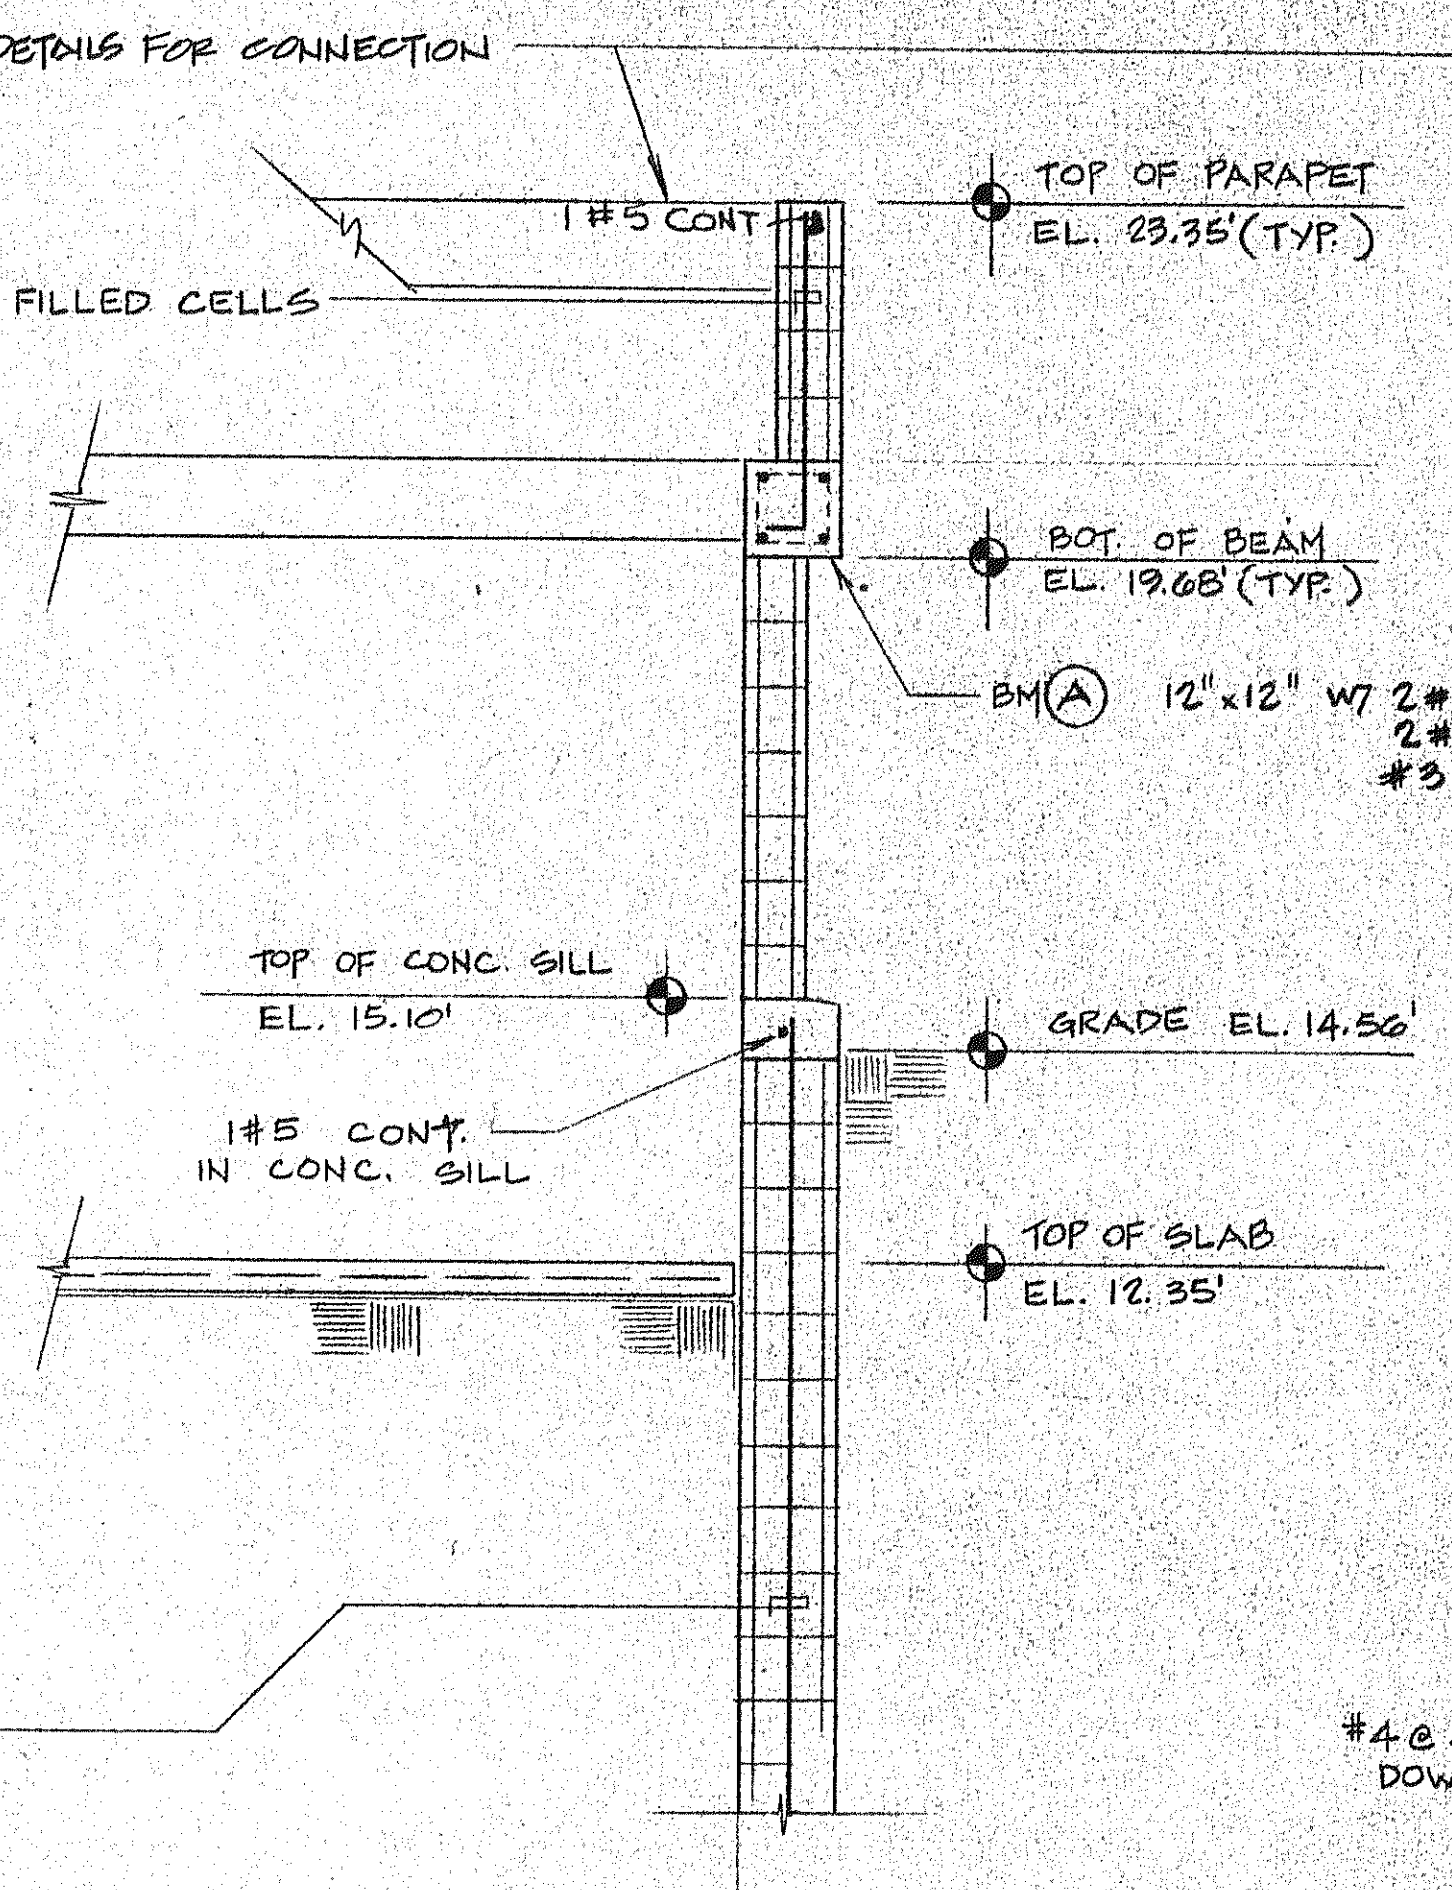 DETAILS FOR CONNECTION
TOP OF PARAPET
EL. 23.35' (TYP.)
1 #5 CONT
FILLED CELLS
BOT. OF BEAM
EL. 19.68' (TYP.)
BM A 12" x 12" W/ 2#
2#
#3
TOP OF CONC. SILL
EL. 15.10'
GRADE EL. 14.56'
1#5 CONT.
IN CONC. SILL
TOP OF SLAB
EL. 12.35'
#4 @
DOW